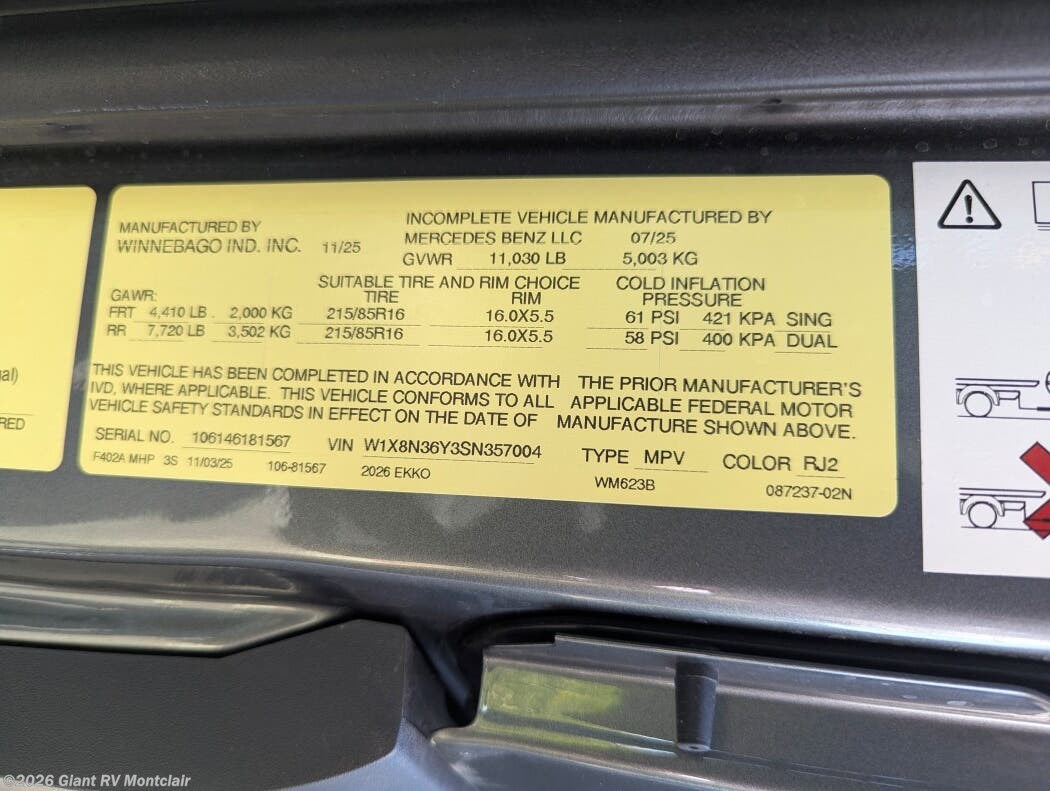 MANUFACTURED BY
WINNEBAGO IND. INC. 11/25
INCOMPLETE VEHICLE MANUFACTURED BY
MERCEDES BENZ LLC 07/25
GVWR 11,030 LB 5,003 KG
SUITABLE TIRE AND RIM CHOICE COLD INFLATION
GAWR: TIRE RIM PRESSURE
FRT 4,410 LB . 2,000 KG 215/85R16 16.0X5.5 61 PSI 421 KPA SING
RR 7,720 LB 3,502 KG 215/85R16 16.0X5.5 58 PSI 400 KPA DUAL
THIS VEHICLE HAS BEEN COMPLETED IN ACCORDANCE WITH THE PRIOR MANUFACTURER'S
IVD, WHERE APPLICABLE. THIS VEHICLE CONFORMS TO ALL APPLICABLE FEDERAL MOTOR
VEHICLE SAFETY STANDARDS IN EFFECT ON THE DATE OF MANUFACTURE SHOWN ABOVE.
SERIAL NO. 106146181567 VIN W1X8N36Y3SN357004 TYPE MPV COLOR RJ2
F402A MHP 3S 11/03/25 106-81567 2026 EKKO WM623B 087237-02N
©2026 Giant RV Montclair